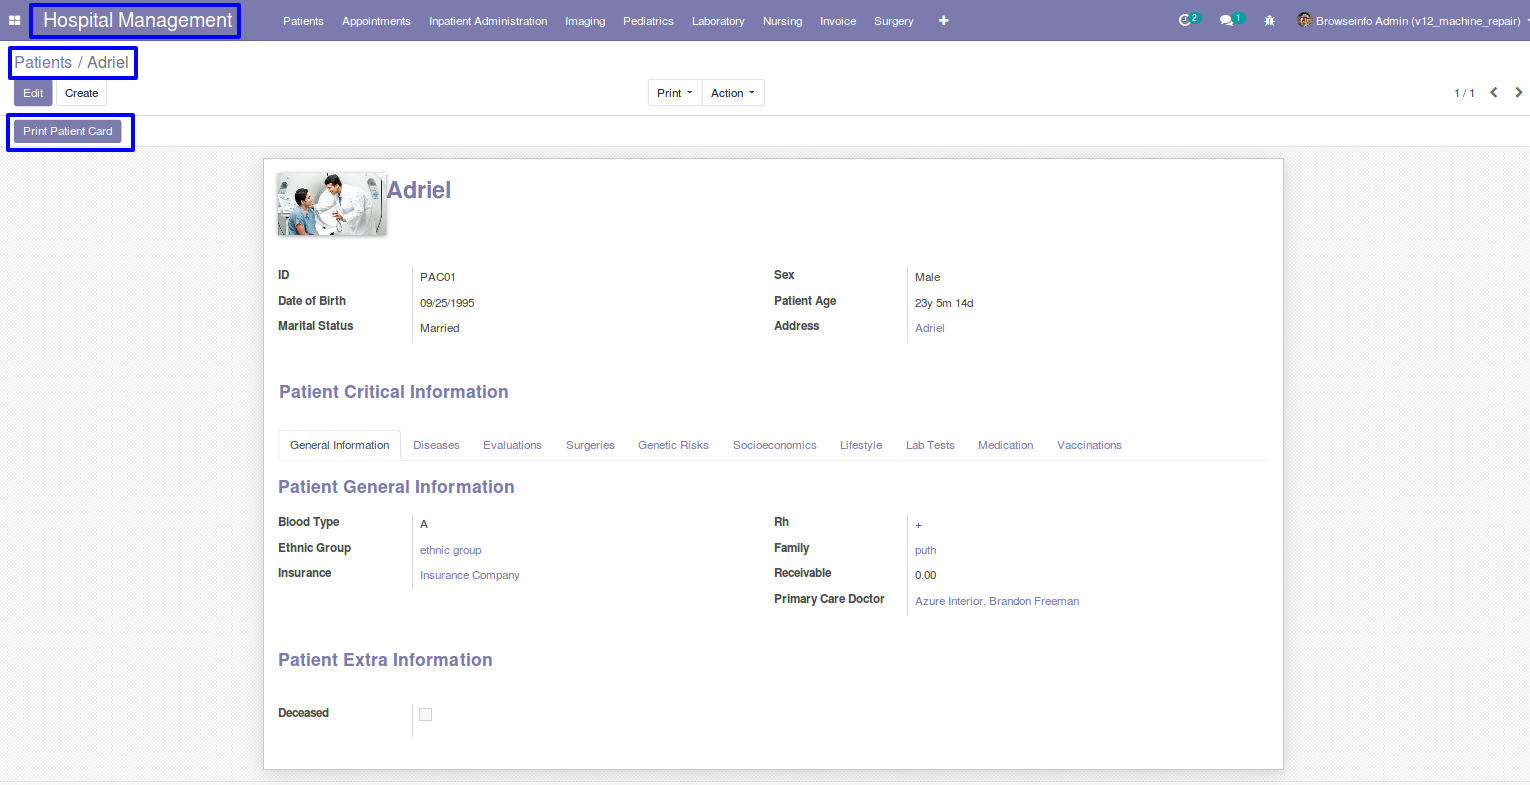 Hospital Management Patients Appointments Inpatient Administration Imaging Pediatrics Laboratory Nursing Invoice Surgery + 2 1 Browseinfo Admin (v12_machine_repair)
Patients / Adriel
Edit Create Print Action 1 / 1
Print Patient Card
Adriel
ID PAC01 Sex Male
Date of Birth 09/25/1995 Patient Age 23y 5m 14d
Marital Status Married Address Adriel
Patient Critical Information
General Information Diseases Evaluations Surgeries Genetic Risks Socioeconomics Lifestyle Lab Tests Medication Vaccinations
Patient General Information
Blood Type A Rh +
Ethnic Group ethnic group Family puth
Insurance Insurance Company Receivable 0.00
Primary Care Doctor Azure Interior, Brandon Freeman
Patient Extra Information
Deceased